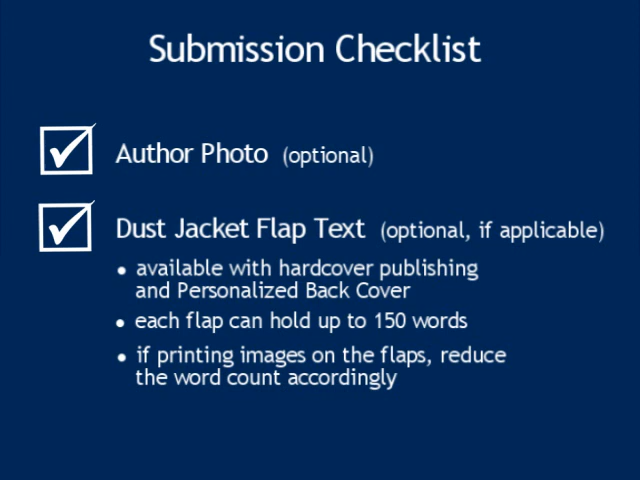 Submission Checklist
Author Photo (optional)
Dust Jacket Flap Text (optional, if applicable)
• available with hardcover publishing
and Personalized Back Cover
• each flap can hold up to 150 words
• if printing images on the flaps, reduce
the word count accordingly